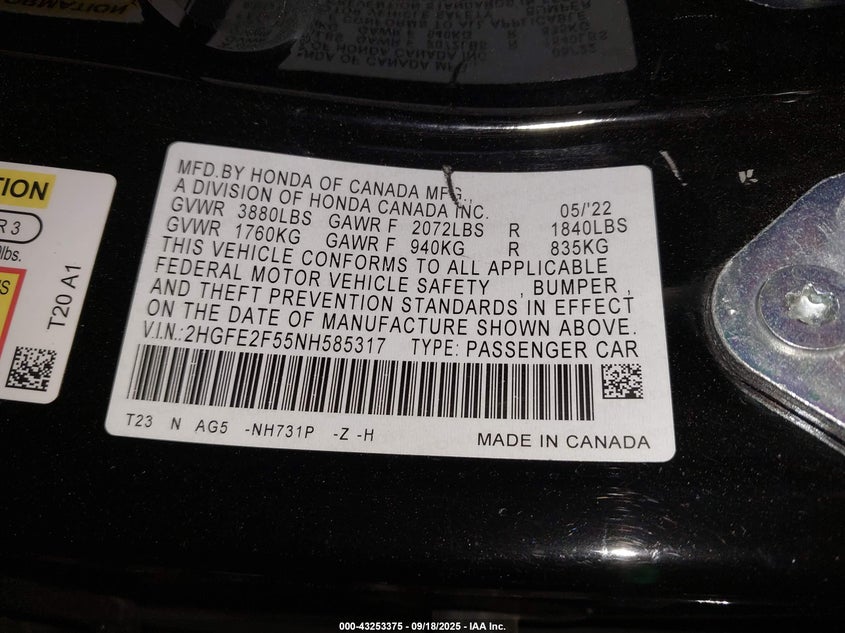 MFD.BY HONDA OF CANADA MFG.,
A DIVISION OF HONDA CANADA INC. 05/'22
GVWR 3880LBS GAWR F 2072LBS R 1840LBS
GVWR 1760KG GAWR F 940KG R 835KG
THIS VEHICLE CONFORMS TO ALL APPLICABLE
FEDERAL MOTOR VEHICLE SAFETY , BUMPER ,
AND THEFT PREVENTION STANDARDS IN EFFECT
ON THE DATE OF MANUFACTURE SHOWN ABOVE.
V.I.N.:2HGFE2F55NH585317 TYPE: PASSENGER CAR
T23 N AG5 -NH731P -Z -H MADE IN CANADA
TION
R 3
lbs.
T20 A1
000-43253375 - 09/18/2025 - IAA Inc.